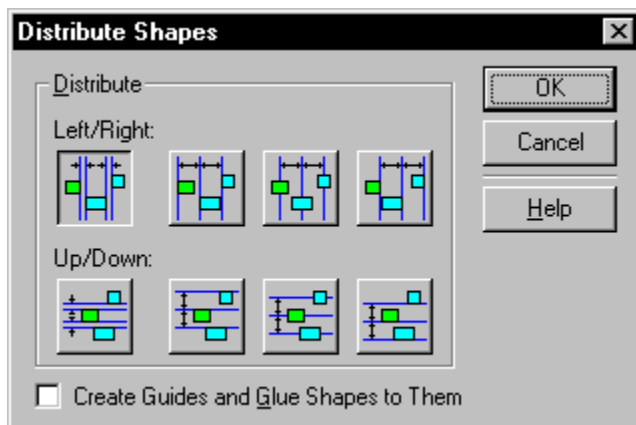 Distribute Shapes
Distribute
OK
Left/Right:
Cancel
Help
Up/Down:
Create Guides and Glue Shapes to Them